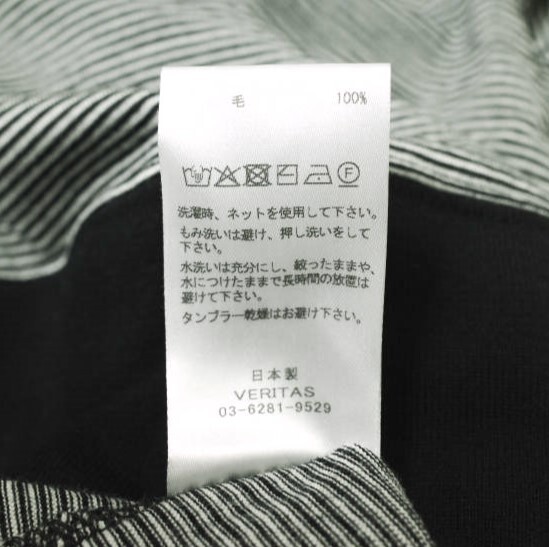 毛 100%
F
洗濯時、ネットを使用して下さい。
もみ洗いは避け、押し洗いをして
下さい。
水洗いは充分にし、絞ったままや、
水につけたままで長時間の放置は
避けて下さい。
タンブラー乾燥はお避け下さい。
日本製
VERITAS
03-6281-9529